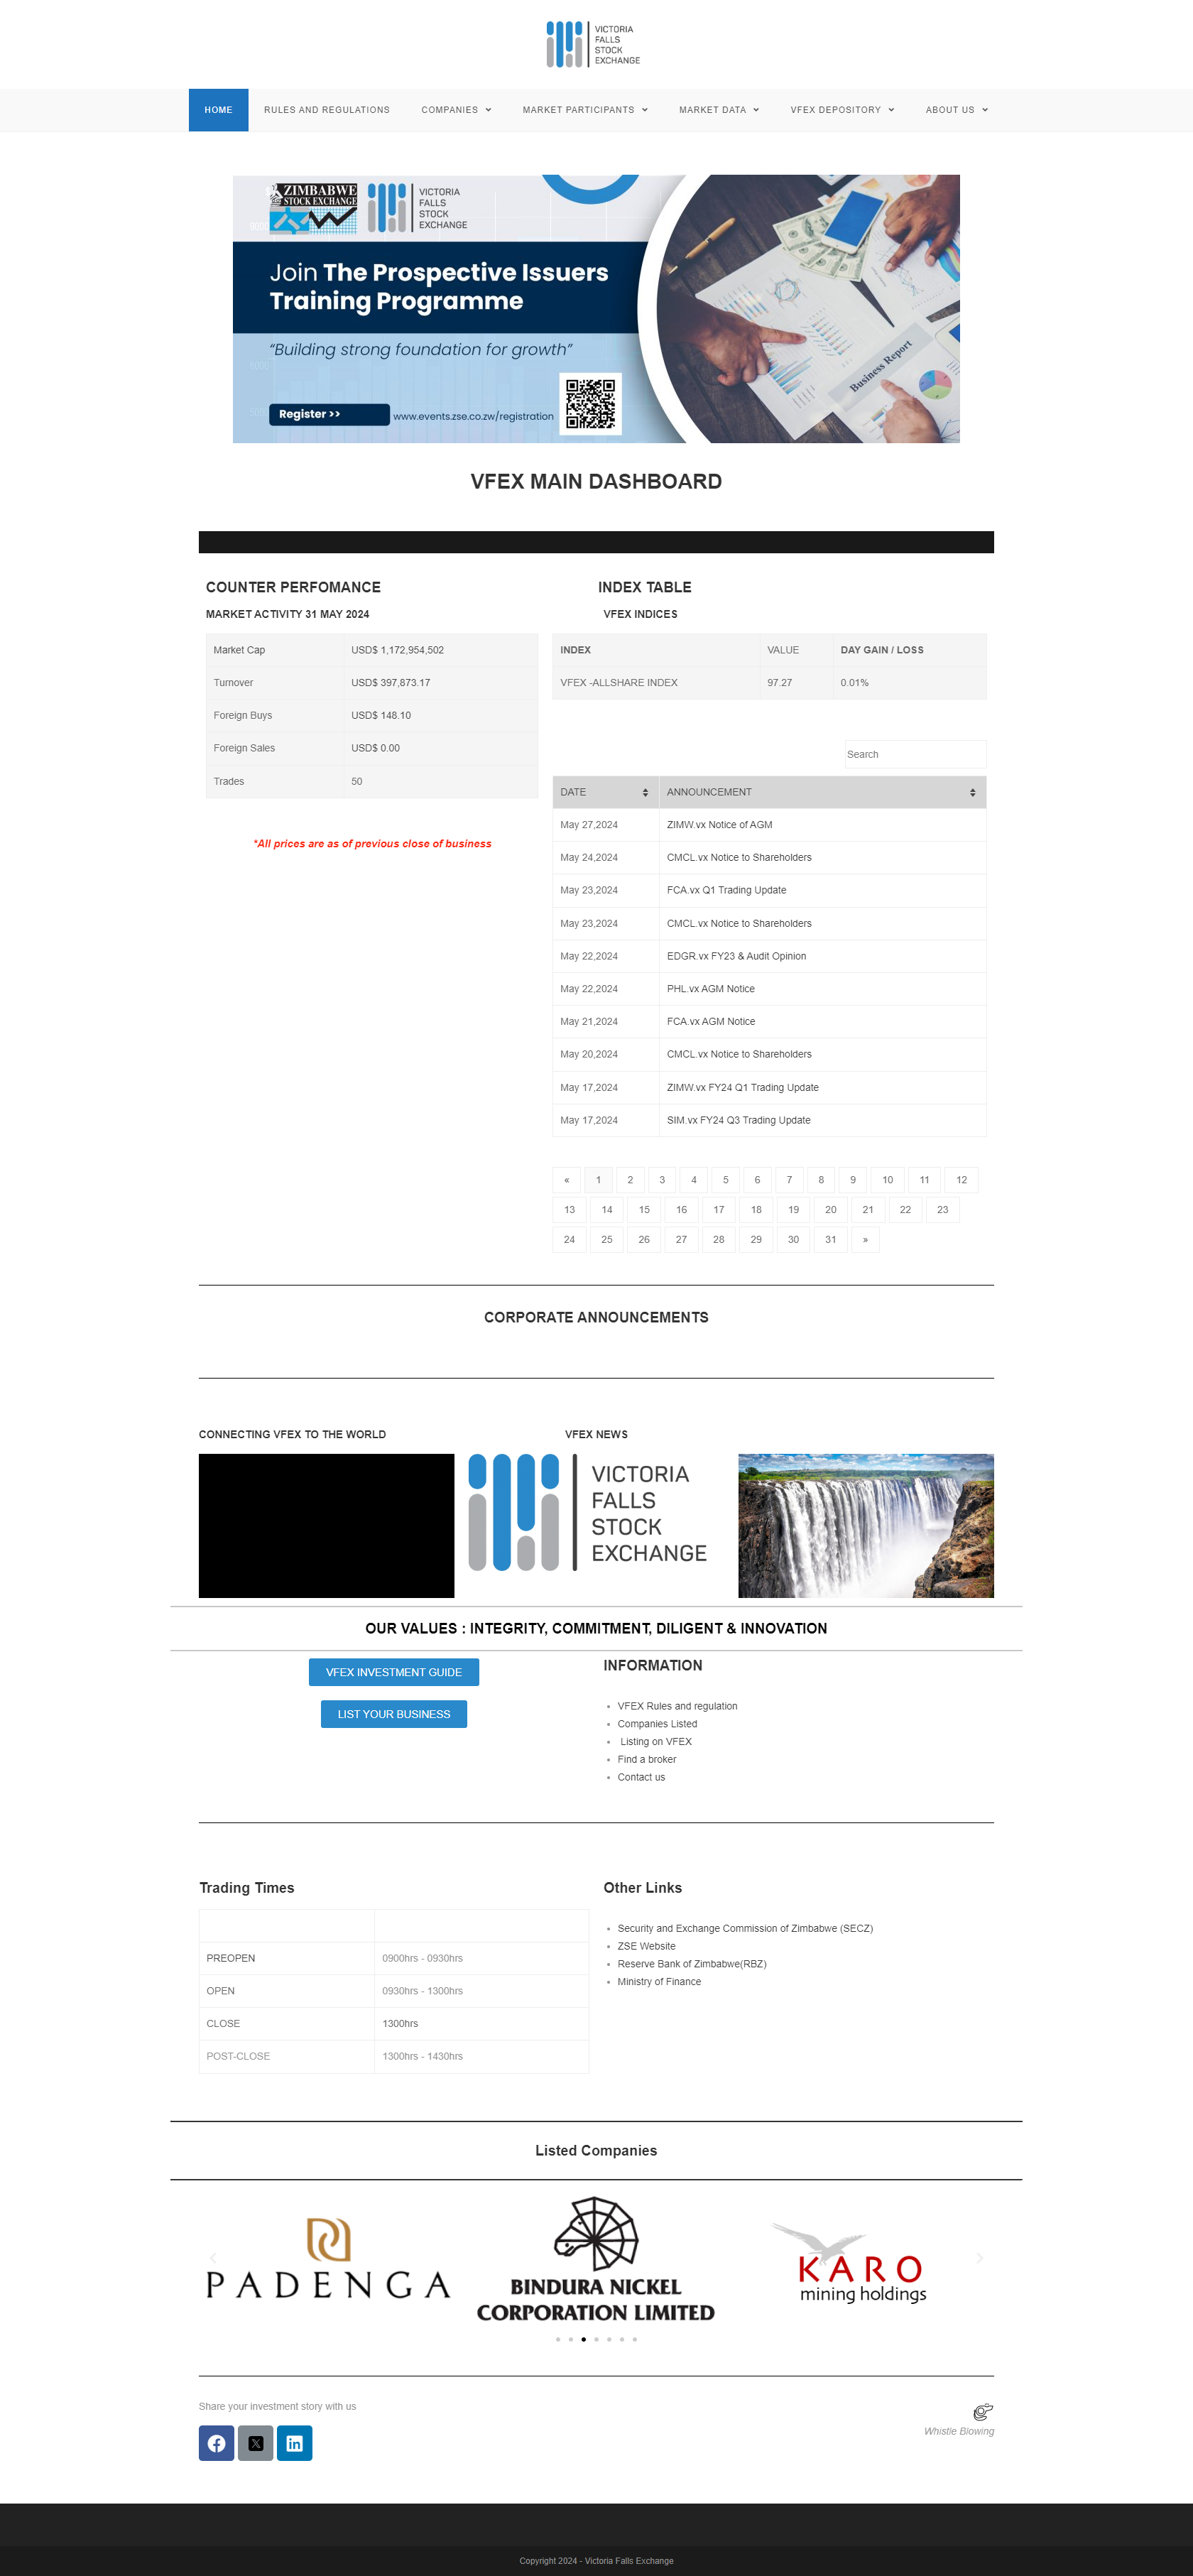 VICTORIA
FALLS
STOCK
EXCHANGE
HOME RULES AND REGULATIONS COMPANIES MARKET PARTICIPANTS MARKET DATA VFEX DEPOSITORY ABOUT US
ZIMBABWE
STOCK EXCHANGE
VICTORIA
FALLS
STOCK
EXCHANGE
Join The Prospective Issuers
Training Programme
“Building strong foundation for growth”
Business Report
Register >> www.events.zse.co.zw/registration
VFEX MAIN DASHBOARD
COUNTER PERFOMANCE
MARKET ACTIVITY 31 MAY 2024
Market Cap USD$ 1,172,954,502
Turnover USD$ 397,873.17
Foreign Buys USD$ 148.10
Foreign Sales USD$ 0.00
Trades 50
*All prices are as of previous close of business
INDEX TABLE
VFEX INDICES
INDEX VALUE DAY GAIN / LOSS
VFEX -ALLSHARE INDEX 97.27 0.01%
Search
DATE ANNOUNCEMENT
May 27,2024 ZIMW.vx Notice of AGM
May 24,2024 CMCL.vx Notice to Shareholders
May 23,2024 FCA.vx Q1 Trading Update
May 23,2024 CMCL.vx Notice to Shareholders
May 22,2024 EDGR.vx FY23 & Audit Opinion
May 22,2024 PHL.vx AGM Notice
May 21,2024 FCA.vx AGM Notice
May 20,2024 CMCL.vx Notice to Shareholders
May 17,2024 ZIMW.vx FY24 Q1 Trading Update
May 17,2024 SIM.vx FY24 Q3 Trading Update
« 1 2 3 4 5 6 7 8 9 10 11 12
13 14 15 16 17 18 19 20 21 22 23
24 25 26 27 28 29 30 31 »
CORPORATE ANNOUNCEMENTS
CONNECTING VFEX TO THE WORLD
VFEX NEWS
VICTORIA
FALLS
STOCK
EXCHANGE
OUR VALUES : INTEGRITY, COMMITMENT, DILIGENT & INNOVATION
VFEX INVESTMENT GUIDE
LIST YOUR BUSINESS
INFORMATION
• VFEX Rules and regulation
• Companies Listed
• Listing on VFEX
• Find a broker
• Contact us
Trading Times
PREOPEN 0900hrs - 0930hrs
OPEN 0930hrs - 1300hrs
CLOSE 1300hrs
POST-CLOSE 1300hrs - 1430hrs
Other Links
• Security and Exchange Commission of Zimbabwe (SECZ)
• ZSE Website
• Reserve Bank of Zimbabwe(RBZ)
• Ministry of Finance
Listed Companies
PADENGA
BINDURA NICKEL
CORPORATION LIMITED
KARO
mining holdings
Share your investment story with us
Whistle Blowing
Copyright 2024 - Victoria Falls Exchange